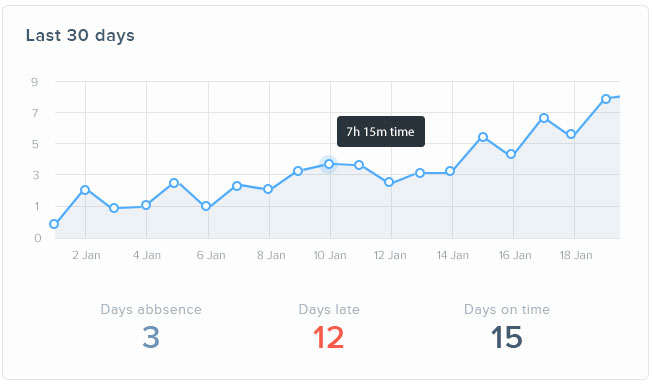 Last 30 days
9
7
7h 15m time
5
3
1
0
2 Jan 4 Jan 6 Jan 8 Jan 10 Jan 12 Jan 14 Jan 16 Jan 18 Jan
Days abbsence Days late Days on time
3 12 15